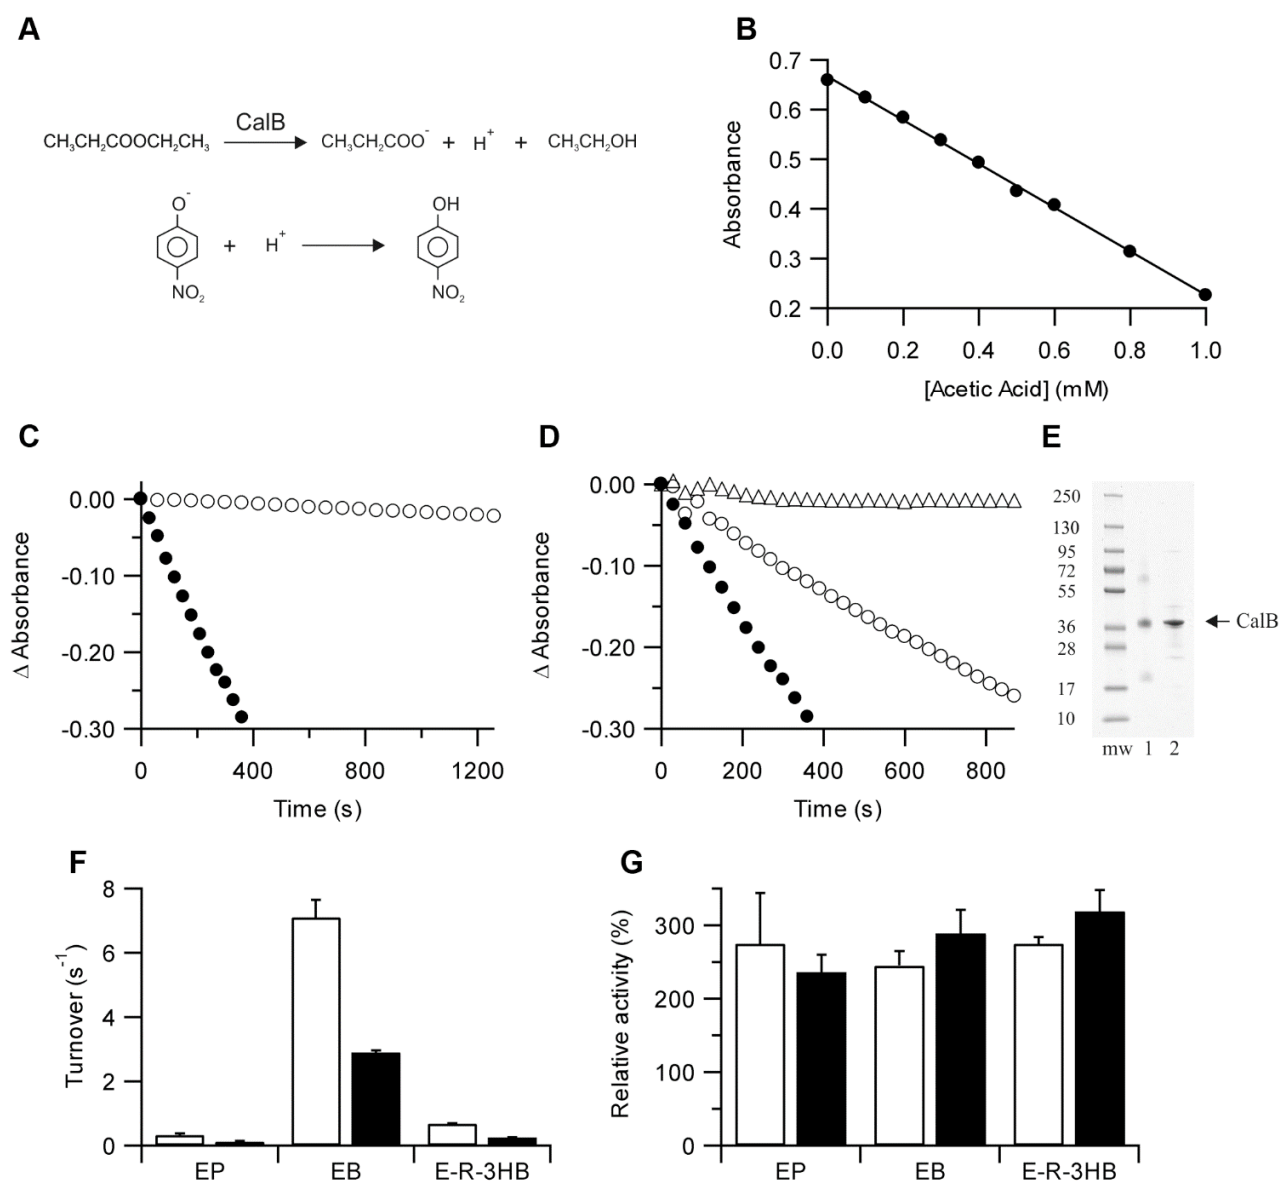 A
CH₃CH₂COOCH₂CH₃ CalB CH₃CH₂COO⁻ + H⁺ + CH₃CH₂OH
O⁻ OH
+ H⁺
NO₂ NO₂
B
Absorbance
0.7
0.6
0.5
0.4
0.3
0.2
0.0 0.2 0.4 0.6 0.8 1.0
[Acetic Acid] (mM)
C
Δ Absorbance
0.00
-0.10
-0.20
-0.30
0 400 800 1200
Time (s)
D
Δ Absorbance
0.00
-0.10
-0.20
-0.30
0 200 400 600 800
Time (s)
E
250
130
95
72
55
36
28
17
10
CalB
mw 1 2
F
Turnover (s⁻¹)
8
6
4
2
0
EP EB E-R-3HB
G
Relative activity (%)
300
200
100
0
EP EB E-R-3HB